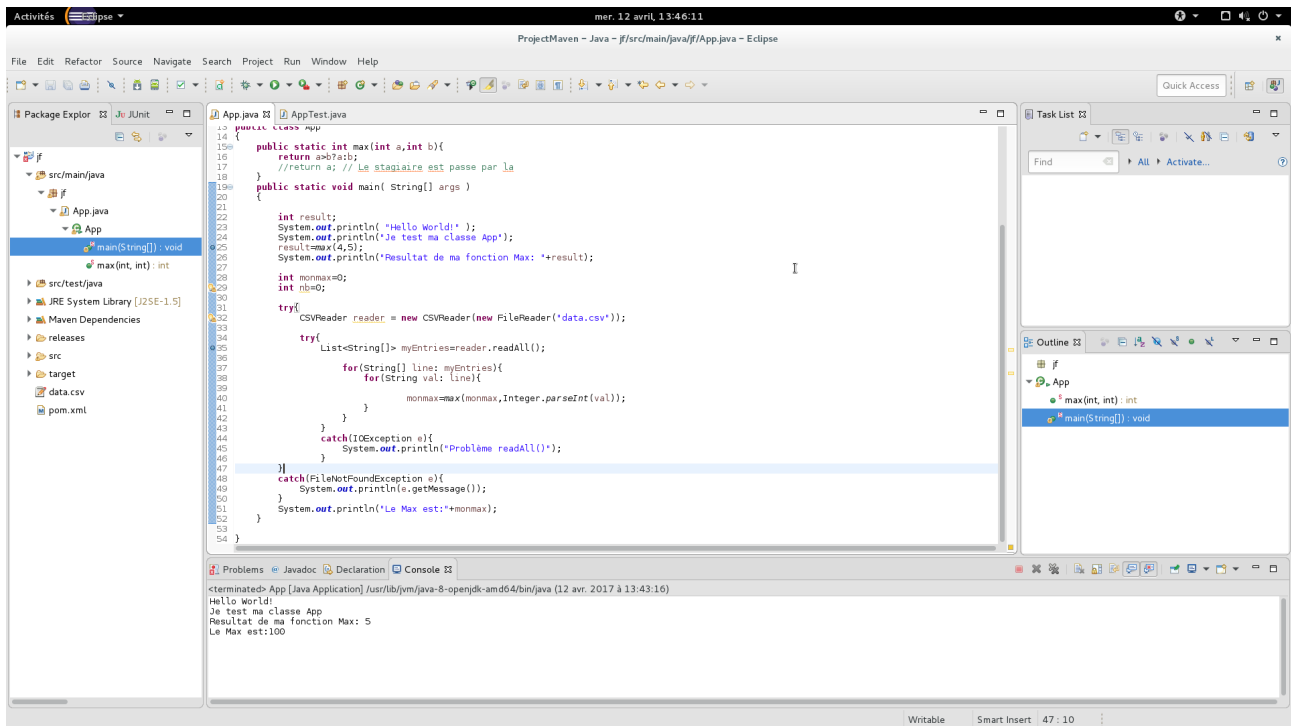 Activités Eclipse mer. 12 avril, 13:46:11
ProjectMaven – Java – jf/src/main/java/jf/App.java – Eclipse
File Edit Refactor Source Navigate Search Project Run Window Help
Quick Access
Package Explor JUnit
jf
src/main/java
jf
App.java
App
main(String[]) : void
max(int, int) : int
src/test/java
JRE System Library [J2SE-1.5]
Maven Dependencies
releases
src
target
data.csv
pom.xml
App.java AppTest.java
13 public class App
14 {
15 public static int max(int a,int b){
16 return a>b?a:b;
17 //return a; // Le stagiaire est passe par la
18 }
19 public static void main( String[] args )
20 {
21
22 int result;
23 System.out.println( "Hello World!" );
24 System.out.println("Je test ma classe App");
25 result=max(4,5);
26 System.out.println("Resultat de ma fonction Max: "+result);
27
28 int monmax=0;
29 int nb=0;
30
31 try{
32 CSVReader reader = new CSVReader(new FileReader("data.csv"));
33
34 try{
35 List<String[]> myEntries=reader.readAll();
36
37 for(String[] line: myEntries){
38 for(String val: line){
39
40 monmax=max(monmax,Integer.parseInt(val));
41 }
42 }
43 }
44 catch(IOException e){
45 System.out.println("Problème readAll()");
46 }
47 }
48 catch(FileNotFoundException e){
49 System.out.println(e.getMessage());
50 }
51 System.out.println("Le Max est:"+monmax);
52 }
53
54 }
Task List
Find All Activate...
Outline
jf
App
max(int, int) : int
main(String[]) : void
Problems Javadoc Declaration Console
<terminated> App [Java Application] /usr/lib/jvm/java-8-openjdk-amd64/bin/java (12 avr. 2017 à 13:43:16)
Hello World!
Je test ma classe App
Resultat de ma fonction Max: 5
Le Max est:100
Writable Smart Insert 47 : 10